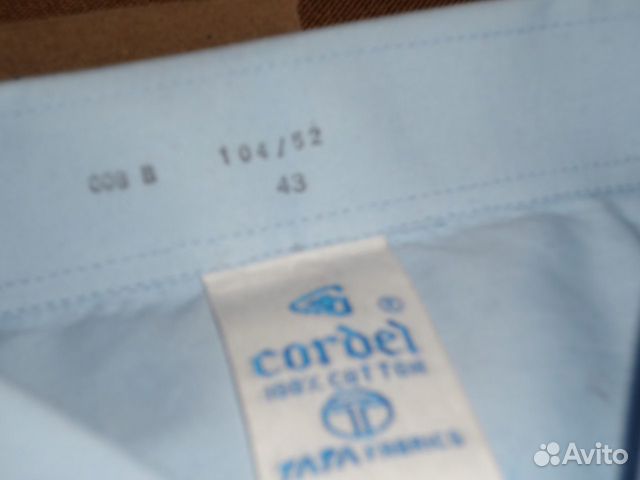 008 B 104/52
43
®
cordel
100% COTTON
T
TATA FABRICS
Avito